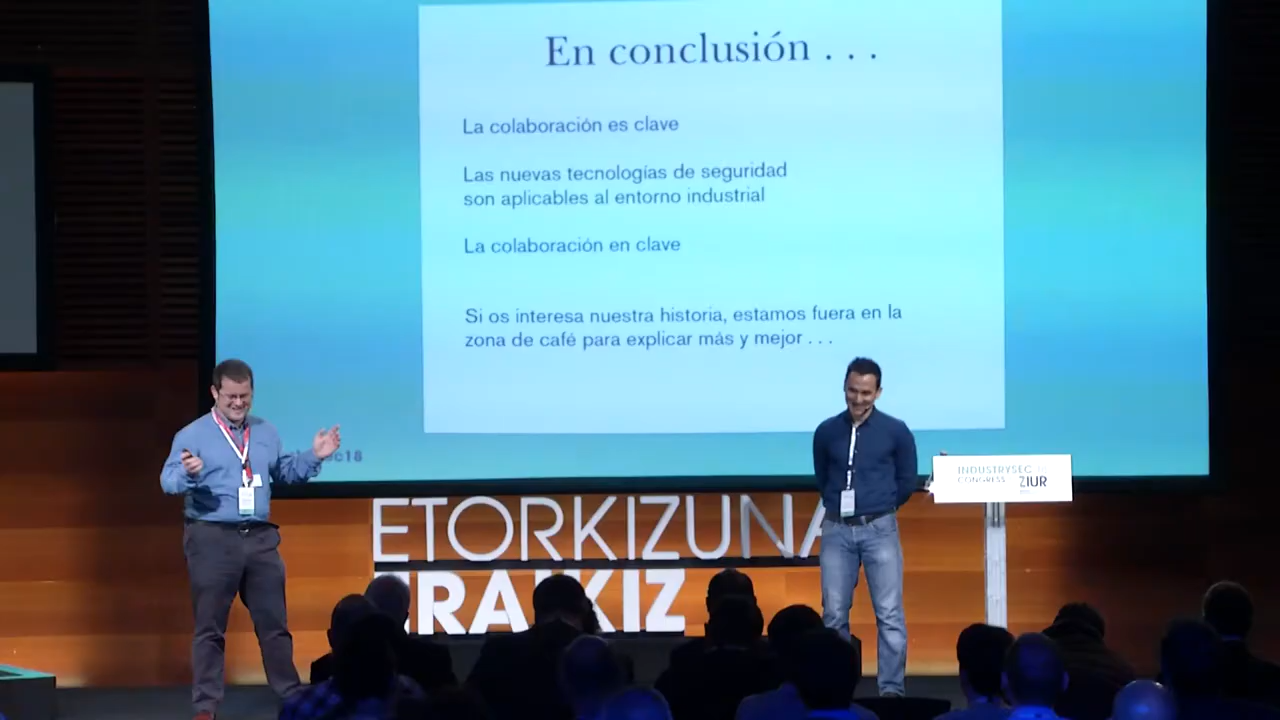 En conclusión . . .
La colaboración es clave
Las nuevas tecnologías de seguridad
son aplicables al entorno industrial
La colaboración en clave
Si os interesa nuestra historia, estamos fuera en la
zona de café para explicar más y mejor . . .
c18
INDUSTRYSEC
CONGRESS
ZIUR
ETORKIZUNA
ERAIKIZ